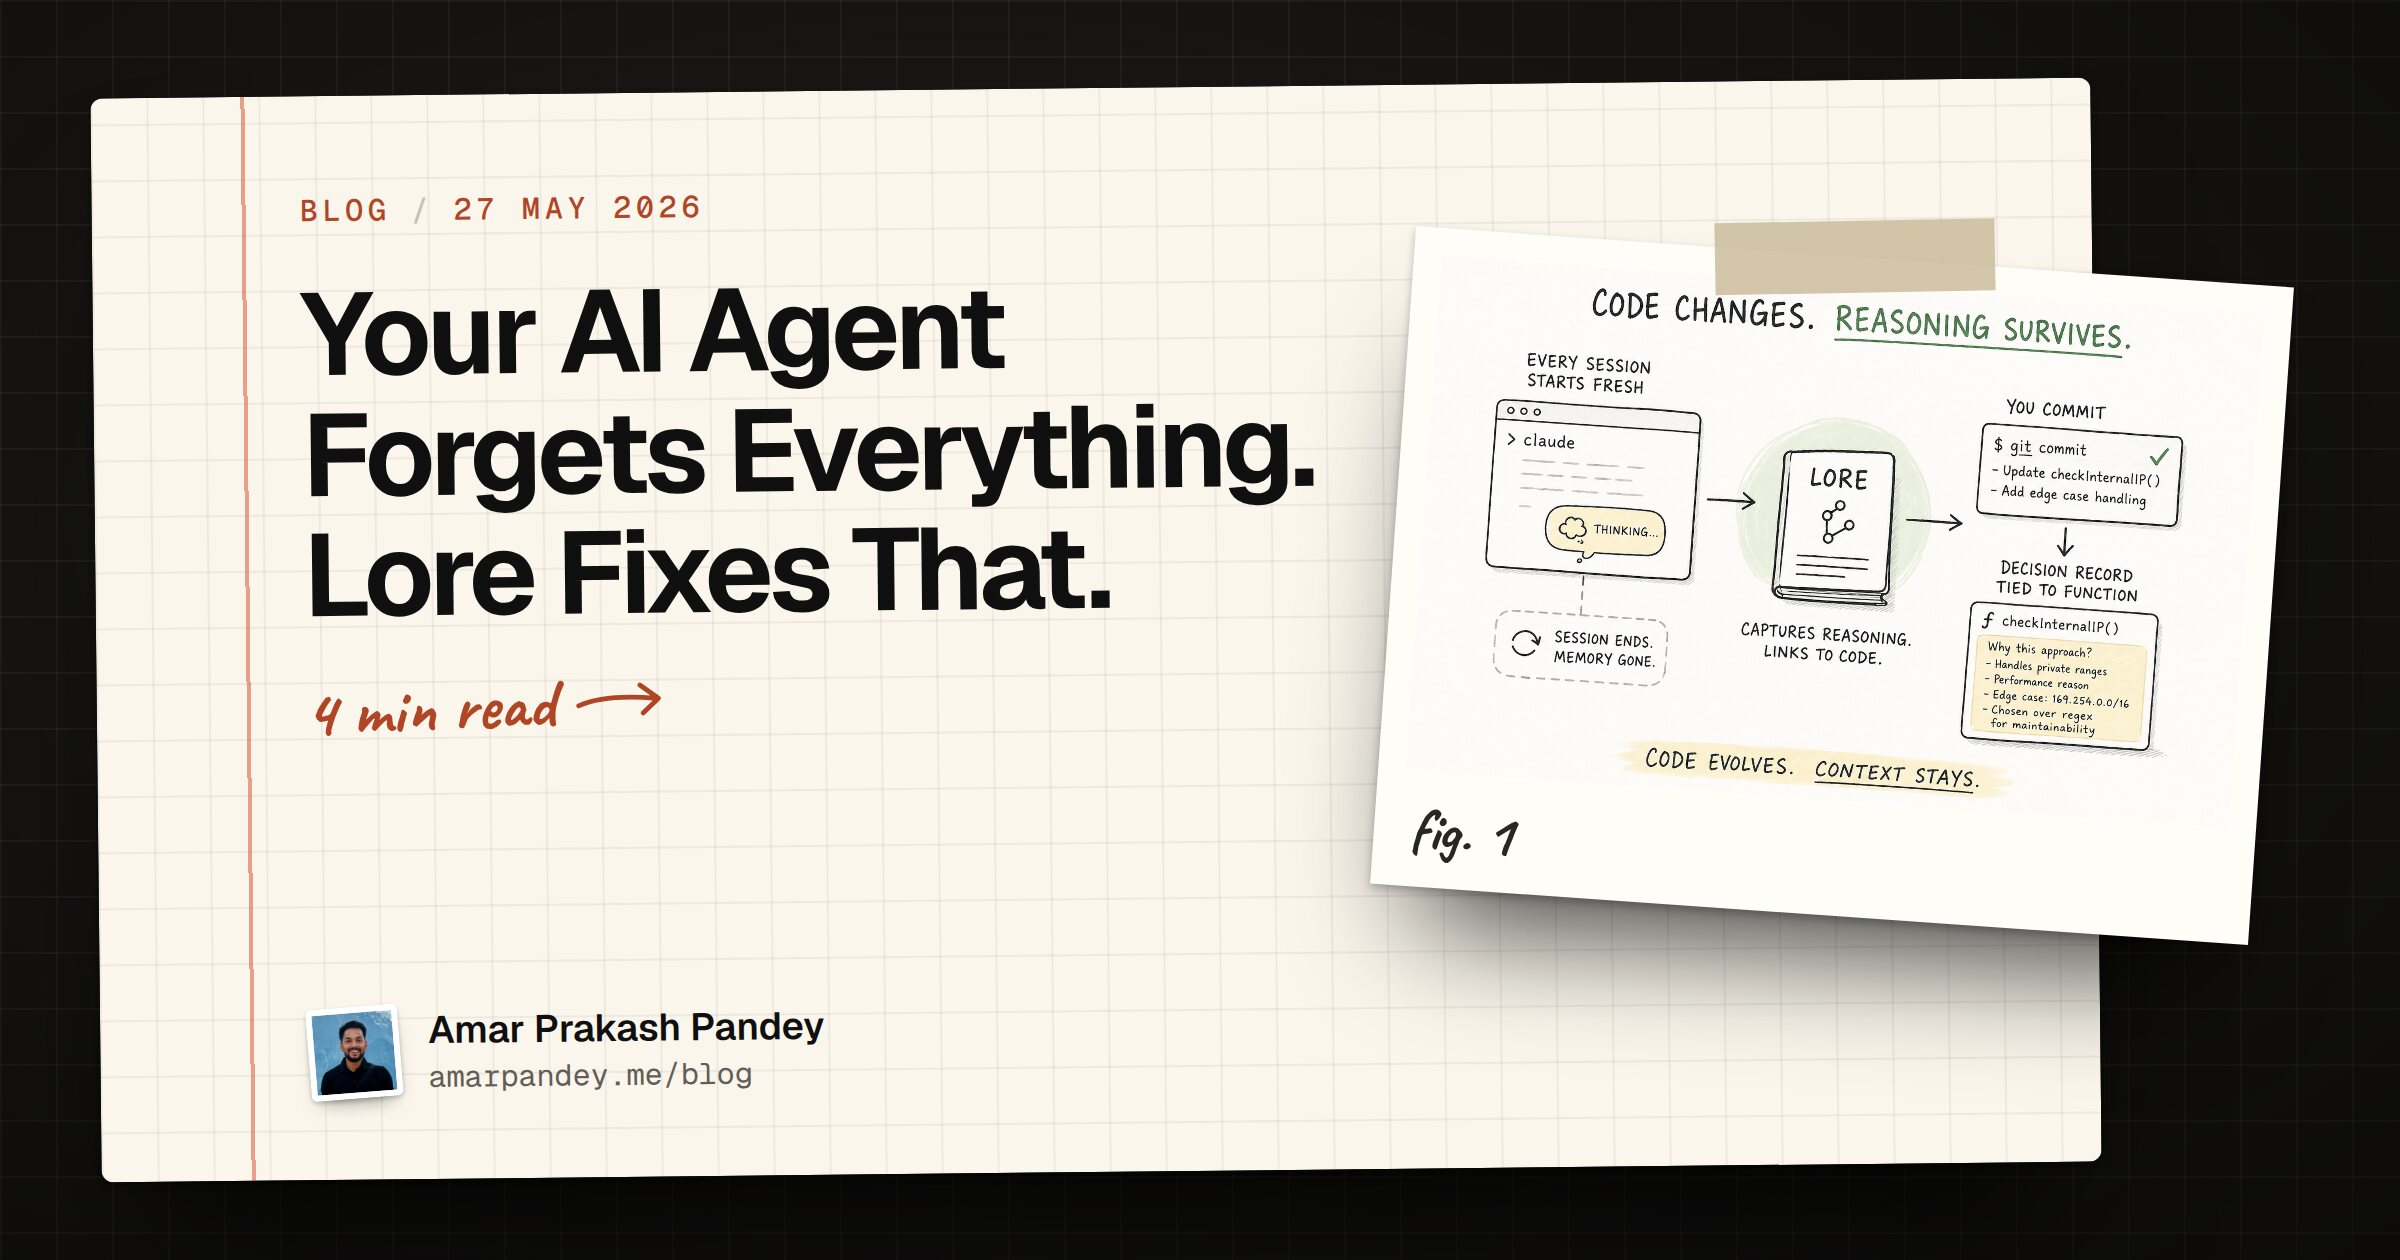 BLOG / 27 MAY 2026
Your AI Agent
Forgets Everything.
Lore Fixes That.
4 min read
Amar Prakash Pandey
amarpandey.me/blog
CODE CHANGES. REASONING SURVIVES.
EVERY SESSION
STARTS FRESH
> claude
THINKING...
SESSION ENDS.
MEMORY GONE.
LORE
CAPTURES REASONING.
LINKS TO CODE.
YOU COMMIT
$ git commit
- Update checkInternalIP()
- Add edge case handling
DECISION RECORD
TIED TO FUNCTION
ƒ checkInternalIP()
Why this approach?
- Handles private ranges
- Performance reason
- Edge case: 169.254.0.0/16
- Chosen over regex
for maintainability
CODE EVOLVES. CONTEXT STAYS.
fig. 1